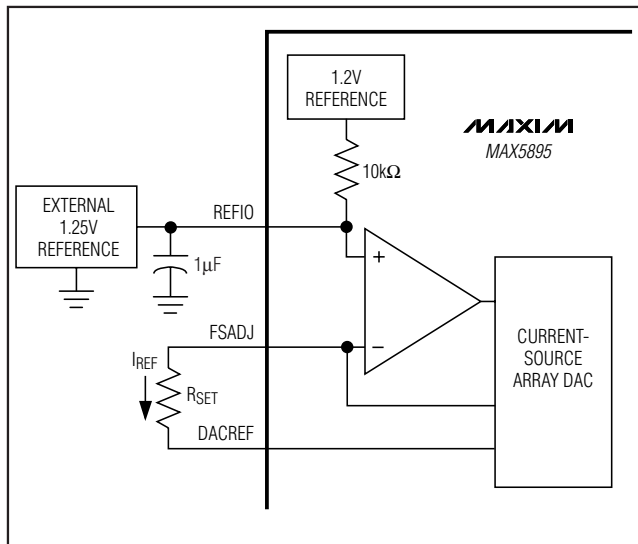 1.2V
REFERENCE
MAXIM
MAX5895
10kΩ
EXTERNAL
1.25V
REFERENCE
REFIO
1µF
+
FSADJ
−
CURRENT-
SOURCE
ARRAY DAC
IREF
RSET
DACREF